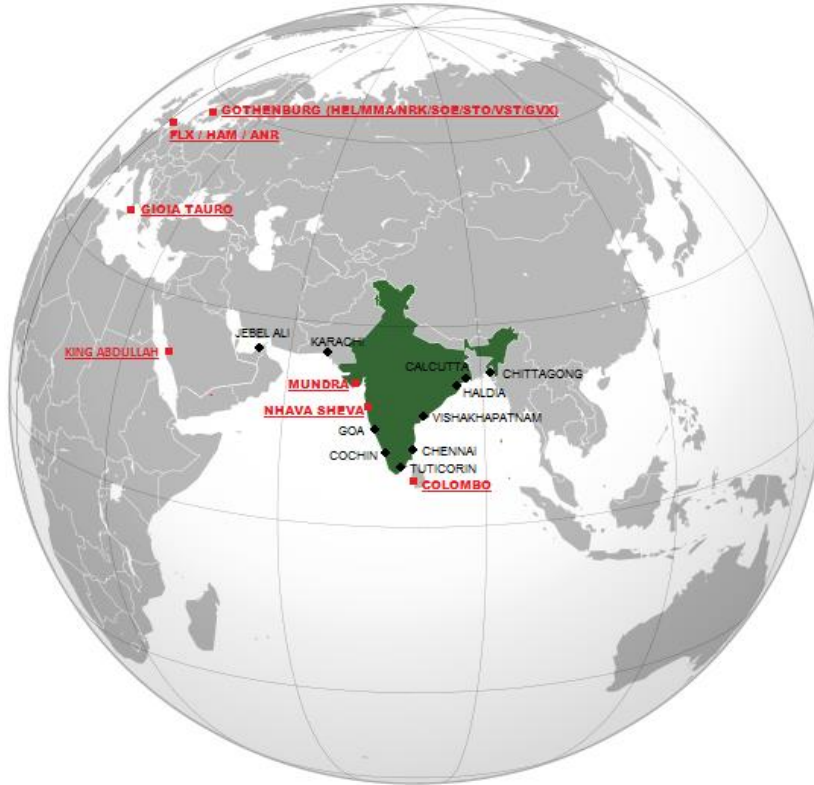 GOTHENBURG (HEL/MMA/NRK/SOE/STO/VST/GVX)
FLX / HAM / ANR
GIOIA TAURO
JEBEL ALI
KARACHI
KING ABDULLAH
CALCUTTA
CHITTAGONG
MUNDRA
HALDIA
NHAVA SHEVA
VISHAKHAPATNAM
GOA
CHENNAI
COCHIN
TUTICORIN
COLOMBO